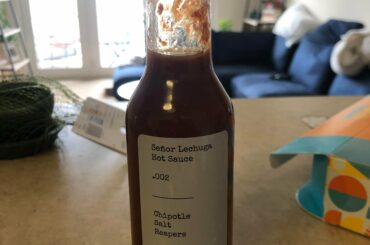 Señor Lechuga
Hot Sauce
.002
Chipotle
Salt
Reapers